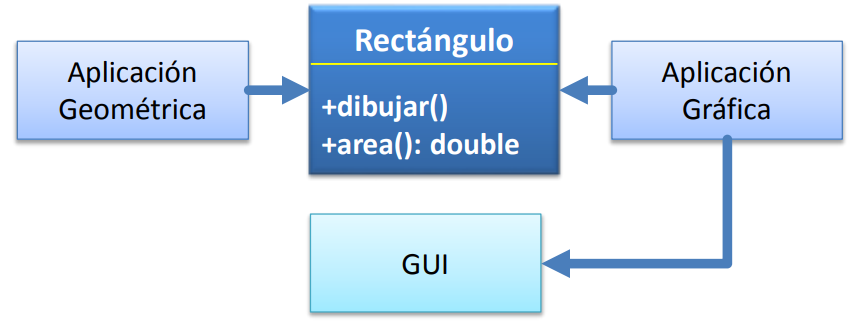 Aplicación
Geométrica
Rectángulo
+dibujar()
+area(): double
Aplicación
Gráfica
GUI